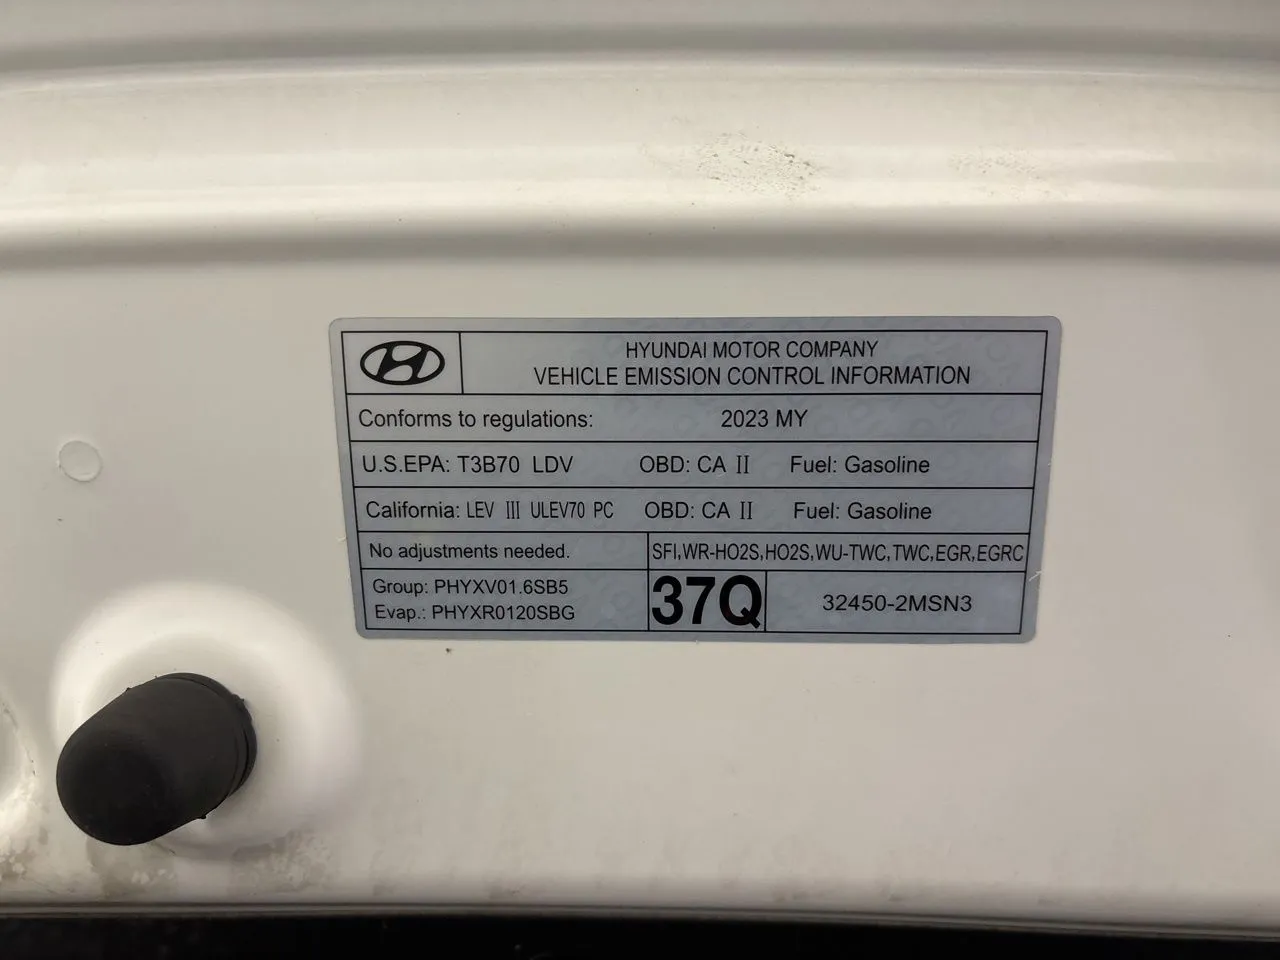 HYUNDAI MOTOR COMPANY
VEHICLE EMISSION CONTROL INFORMATION
Conforms to regulations: 2023 MY
U.S.EPA: T3B70 LDV OBD: CA II Fuel: Gasoline
California: LEV III ULEV70 PC OBD: CA II Fuel: Gasoline
No adjustments needed. SFI,WR-HO2S,HO2S,WU-TWC,TWC,EGR,EGRC
Group: PHYXV01.6SB5
Evap.: PHYXR0120SBG
37Q
32450-2MSN3